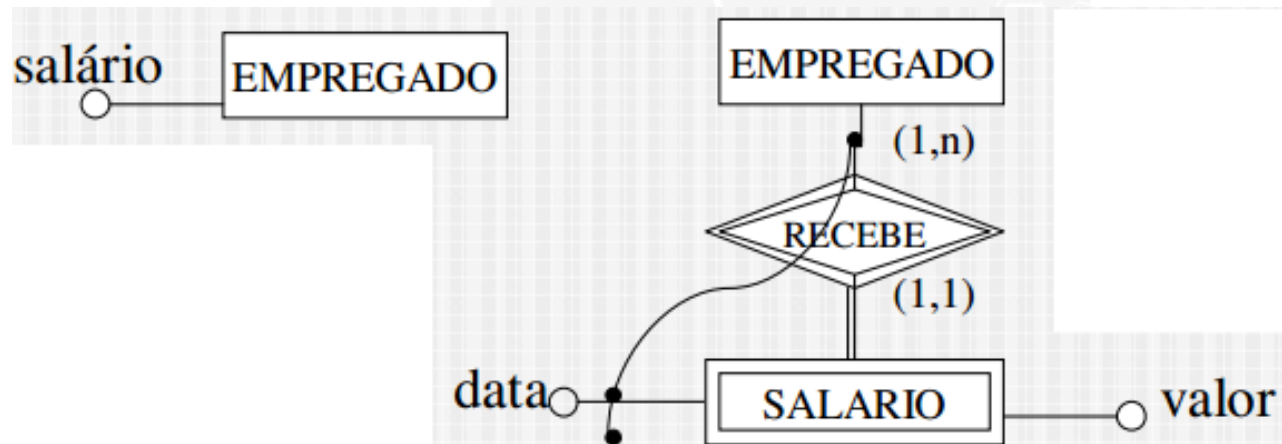 salário
EMPREGADO
EMPREGADO
(1,n)
RECEBE
(1,1)
data
SALARIO
valor